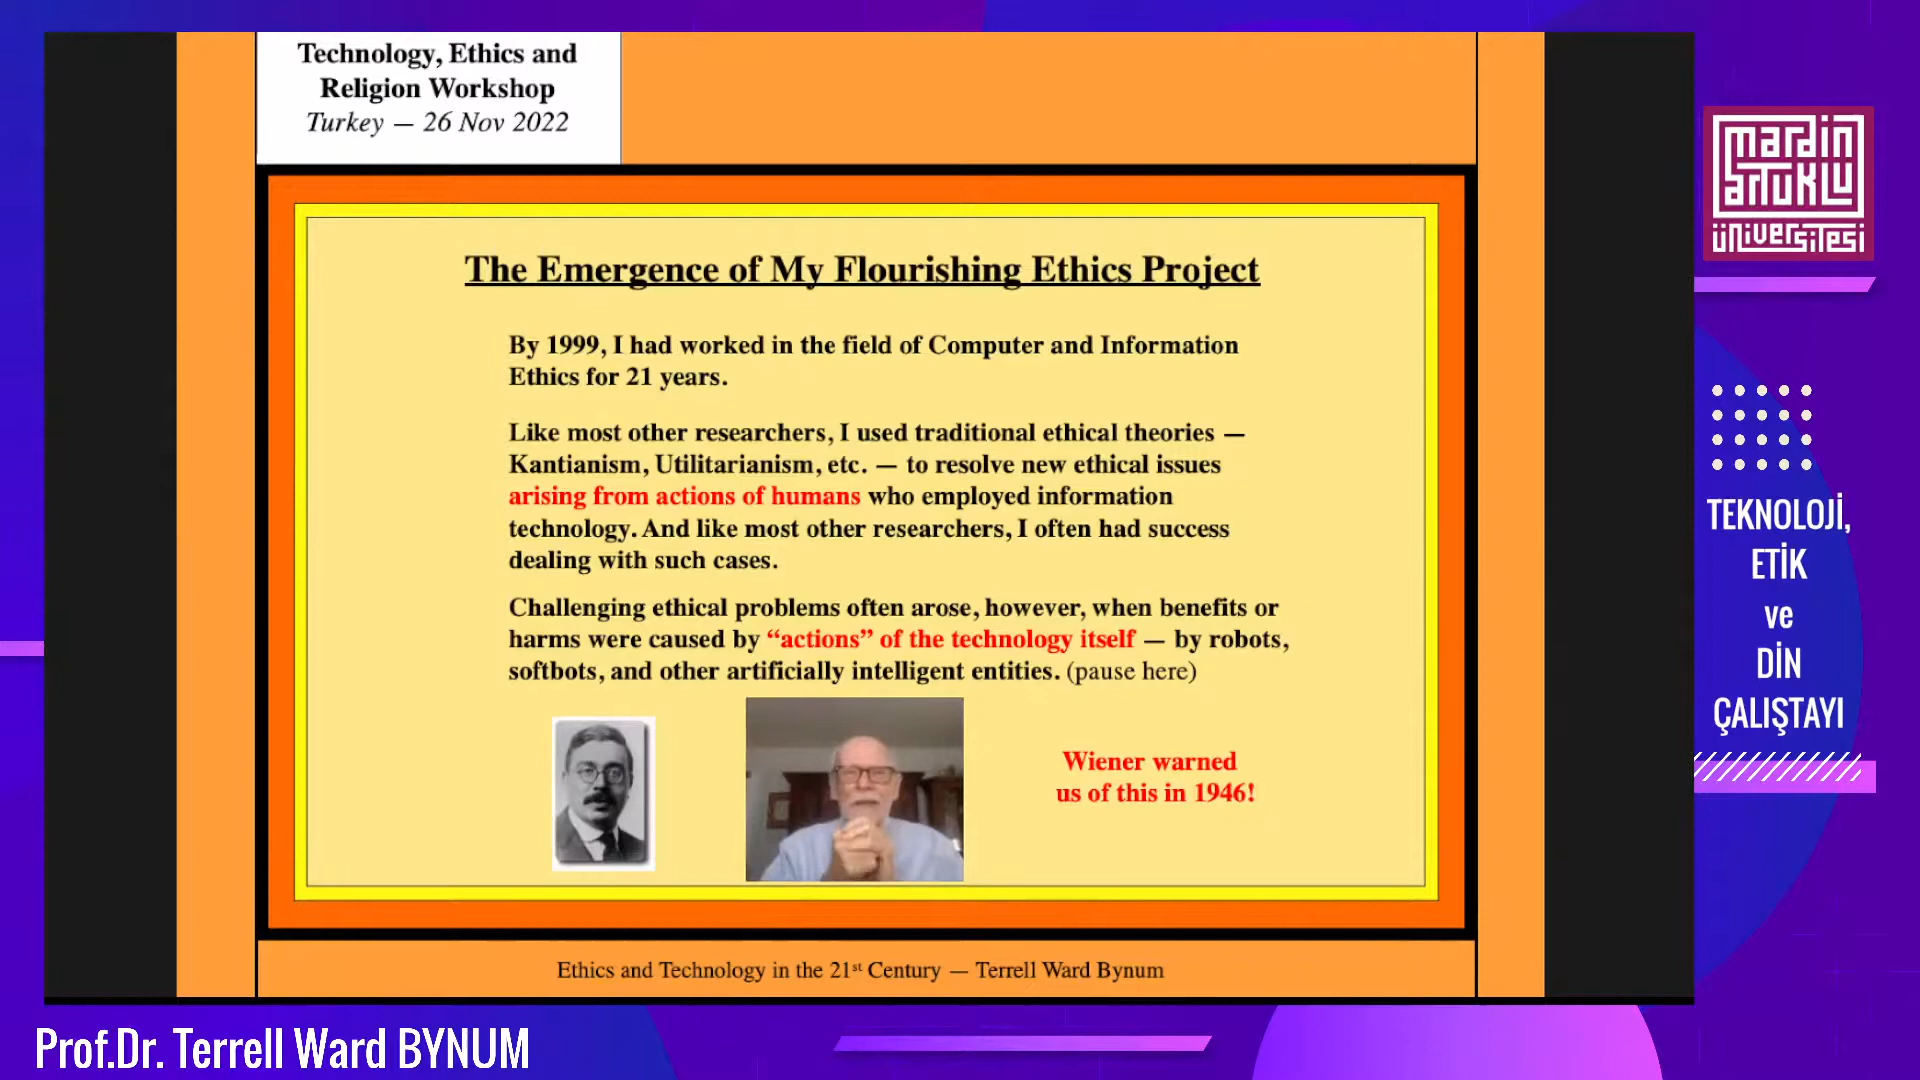 Technology, Ethics and
Religion Workshop
Turkey — 26 Nov 2022
The Emergence of My Flourishing Ethics Project
By 1999, I had worked in the field of Computer and Information
Ethics for 21 years.
Like most other researchers, I used traditional ethical theories —
Kantianism, Utilitarianism, etc. — to resolve new ethical issues
arising from actions of humans who employed information
technology. And like most other researchers, I often had success
dealing with such cases.
Challenging ethical problems often arose, however, when benefits or
harms were caused by “actions” of the technology itself — by robots,
softbots, and other artificially intelligent entities. (pause here)
Wiener warned
us of this in 1946!
Ethics and Technology in the 21st Century — Terrell Ward Bynum
mardin
artuklu
üniversitesi
TEKNOLOJİ,
ETİK
ve
DİN
ÇALIŞTAYI
Prof.Dr. Terrell Ward BYNUM